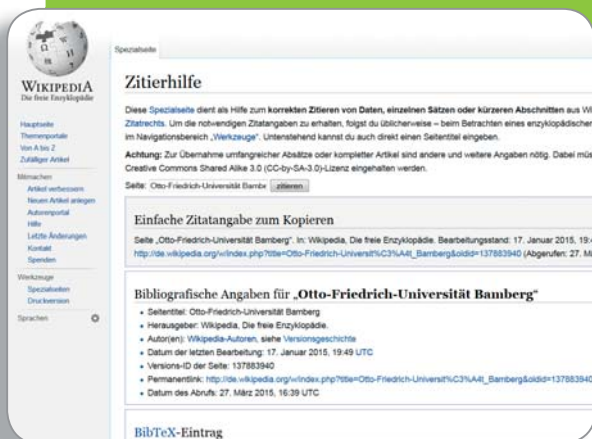 WIKIPEDIA
Die freie Enzyklopädie
Hauptseite
Themenportale
Von A bis Z
Zufälliger Artikel
Mitmachen
Artikel verbessern
Neuen Artikel anlegen
Autorenportal
Hilfe
Letzte Änderungen
Kontakt
Spenden
Werkzeuge
Spezialseiten
Druckversion
Sprachen
Spezialseite
Zitierhilfe
Diese Spezialseite dient als Hilfe zum korrekten Zitieren von Daten, einzelnen Sätzen oder kürzeren Abschnitten aus Wi
Zitatrechts. Um die notwendigen Zitatangaben zu erhalten, folgst du üblicherweise – beim Betrachten eines enzyklopädischer
im Navigationsbereich „Werkzeuge“. Untenstehend kannst du auch direkt einen Seitentitel eingeben.
Achtung: Zur Übernahme umfangreicher Absätze oder kompletter Artikel sind andere und weitere Angaben nötig. Dabei müs
Creative Commons Shared Alike 3.0 (CC-by-SA-3.0)-Lizenz eingehalten werden.
Seite: Otto-Friedrich-Universität Bambe zitieren
Einfache Zitatangabe zum Kopieren
Seite „Otto-Friedrich-Universität Bamberg“. In: Wikipedia, Die freie Enzyklopädie. Bearbeitungsstand: 17. Januar 2015, 19:4
http://de.wikipedia.org/w/index.php?title=Otto-Friedrich-Universit%C3%A4t_Bamberg&oldid=137883940 (Abgerufen: 27. Mä
Bibliografische Angaben für „Otto-Friedrich-Universität Bamberg“
• Seitentitel: Otto-Friedrich-Universität Bamberg
• Herausgeber: Wikipedia, Die freie Enzyklopädie.
• Autor(en): Wikipedia-Autoren, siehe Versionsgeschichte
• Datum der letzten Bearbeitung: 17. Januar 2015, 19:49 UTC
• Versions-ID der Seite: 137883940
• Permanentlink: http://de.wikipedia.org/w/index.php?title=Otto-Friedrich-Universit%C3%A4t_Bamberg&oldid=137883940
• Datum des Abrufs: 27. März 2015, 16:39 UTC
BibTeX-Eintrag